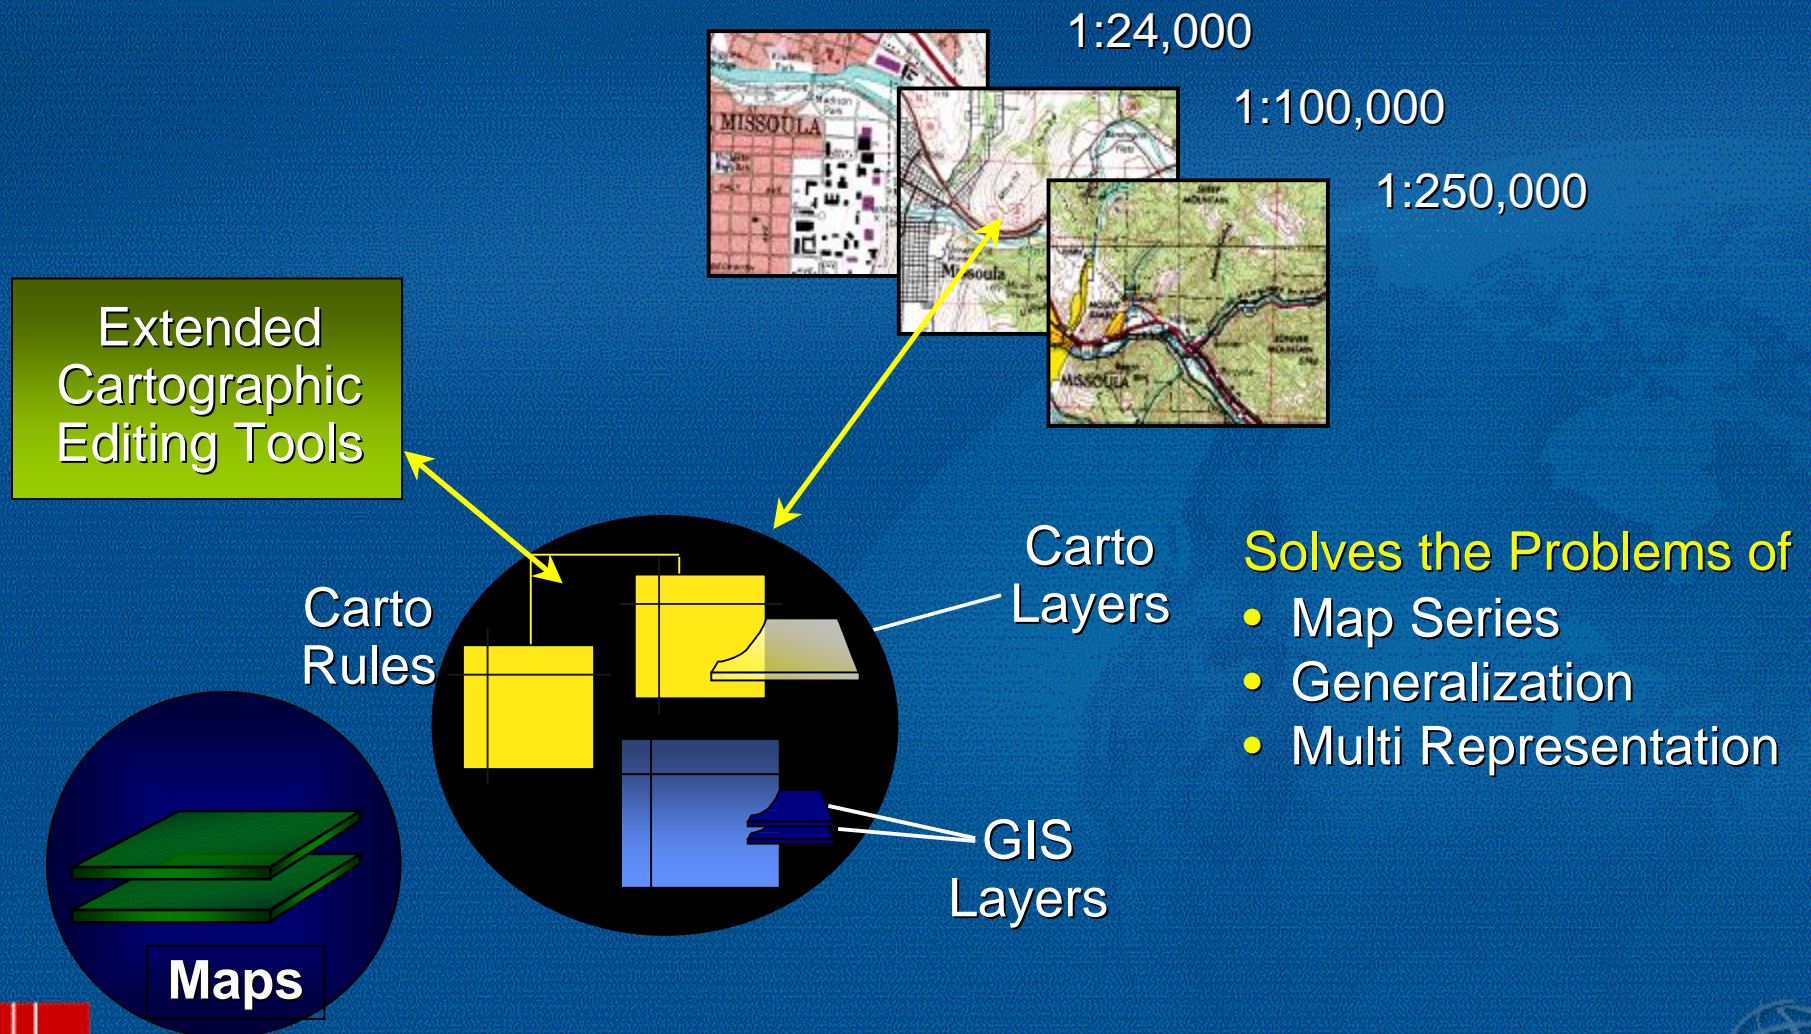 1:24,000
1:100,000
1:250,000
MISSOULA
Missoula
MISSOULA
Extended
Cartographic
Editing Tools
Carto
Rules
Carto
Layers
GIS
Layers
Solves the Problems of
• Map Series
• Generalization
• Multi Representation
Maps